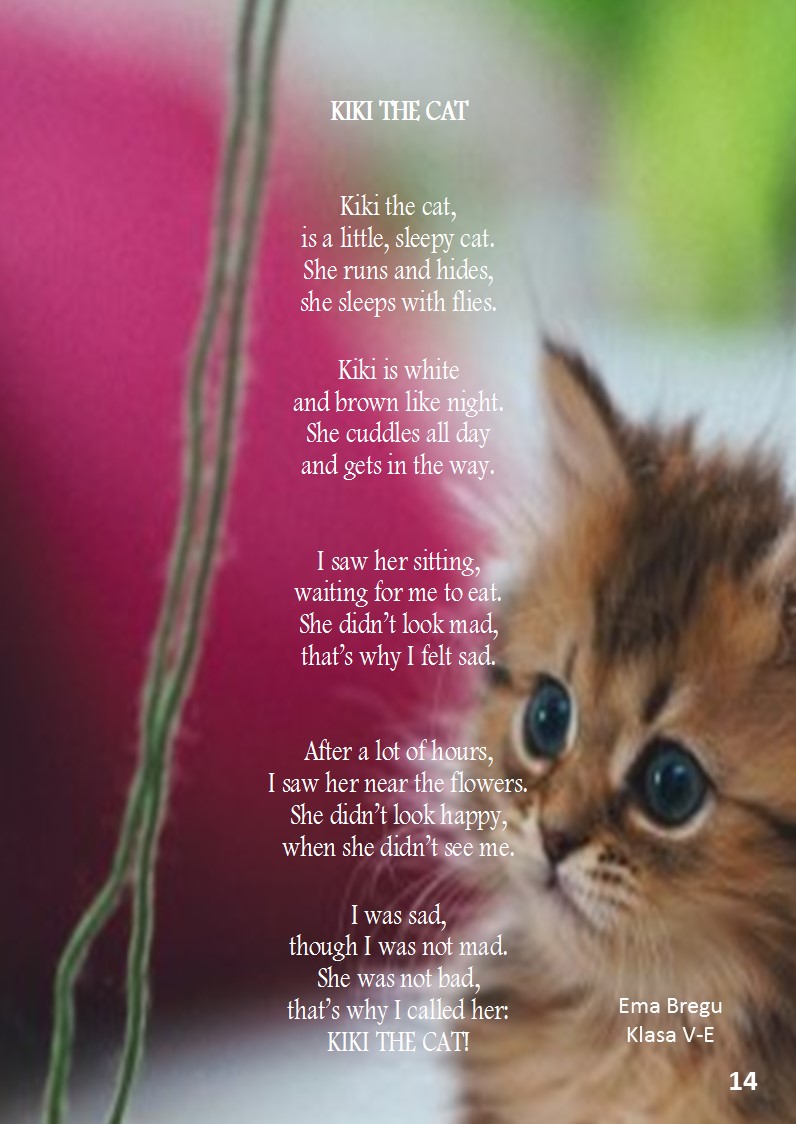 KIKI THE CAT
Kiki the cat,
is a little, sleepy cat.
She runs and hides,
she sleeps with flies.
Kiki is white
and brown like night.
She cuddles all day
and gets in the way.
I saw her sitting,
waiting for me to eat.
She didn’t look mad,
that’s why I felt sad.
After a lot of hours,
I saw her near the flowers.
She didn’t look happy,
when she didn’t see me.
I was sad,
though I was not mad.
She was not bad,
that’s why I called her:
KIKI THE CAT!
Ema Bregu
Klasa V-E
14